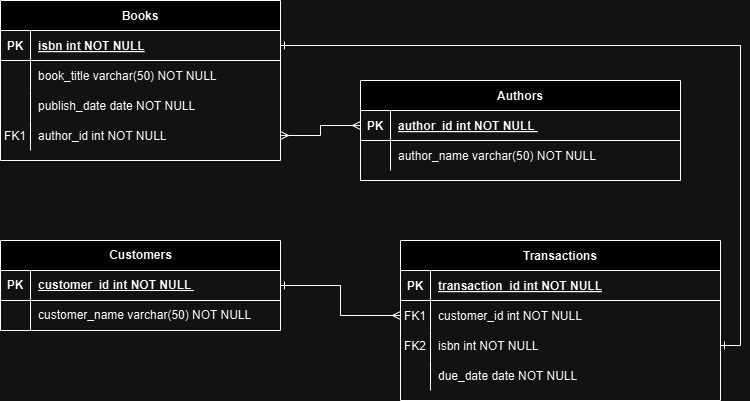 Books
PK isbn int NOT NULL
book_title varchar(50) NOT NULL
publish_date date NOT NULL
FK1 author_id int NOT NULL
Authors
PK author_id int NOT NULL
author_name varchar(50) NOT NULL
Customers
PK customer_id int NOT NULL
customer_name varchar(50) NOT NULL
Transactions
PK transaction_id int NOT NULL
FK1 customer_id int NOT NULL
FK2 isbn int NOT NULL
due_date date NOT NULL